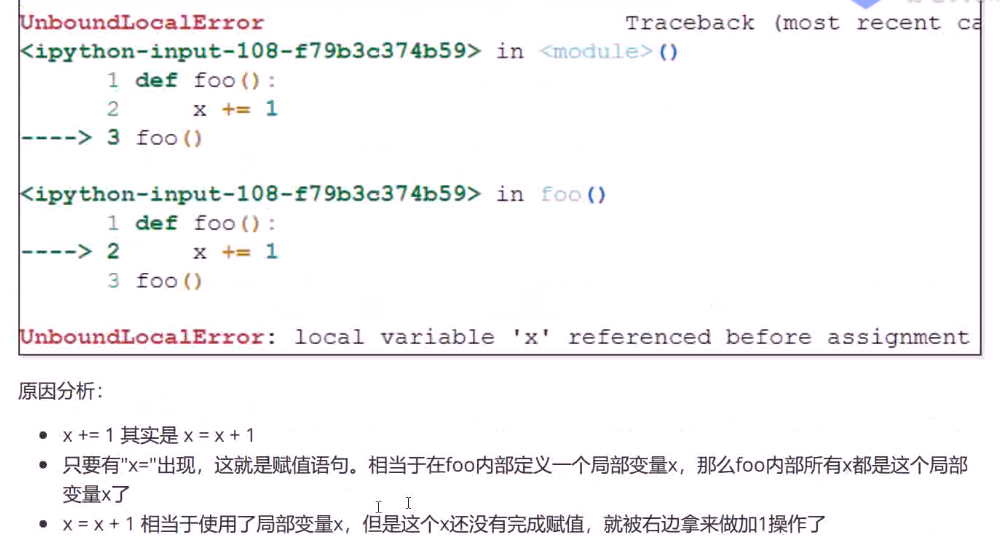 UnboundLocalError Traceback (most recent
<ipython-input-108-f79b3c374b59> in <module>()
1 def foo():
2 x += 1
----> 3 foo()
<ipython-input-108-f79b3c374b59> in foo()
1 def foo():
----> 2 x += 1
3 foo()
UnboundLocalError: local variable 'x' referenced before assignment
原因分析：
• x += 1 其实是 x = x + 1
• 只要有"x="出现，这就是赋值语句。相当于在foo内部定义一个局部变量x，那么foo内部所有x都是这个局部
变量x了
• x = x + 1 相当于使用了局部变量x，但是这个x还没有完成赋值，就被右边拿来做加1操作了